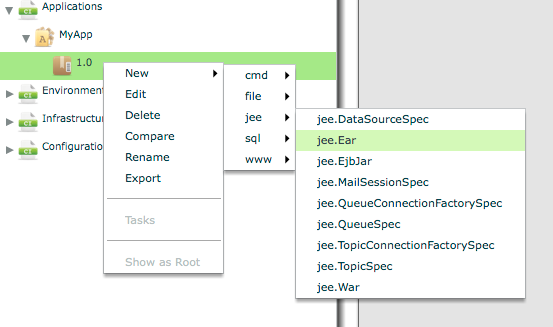 Applications
MyApp
1.0
Environment
Infrastructu
Configuratio
New
Edit
Delete
Compare
Rename
Export
Tasks
Show as Root
cmd
file
jee
sql
www
jee.DataSourceSpec
jee.Ear
jee.EjbJar
jee.MailSessionSpec
jee.QueueConnectionFactorySpec
jee.QueueSpec
jee.TopicConnectionFactorySpec
jee.TopicSpec
jee.War